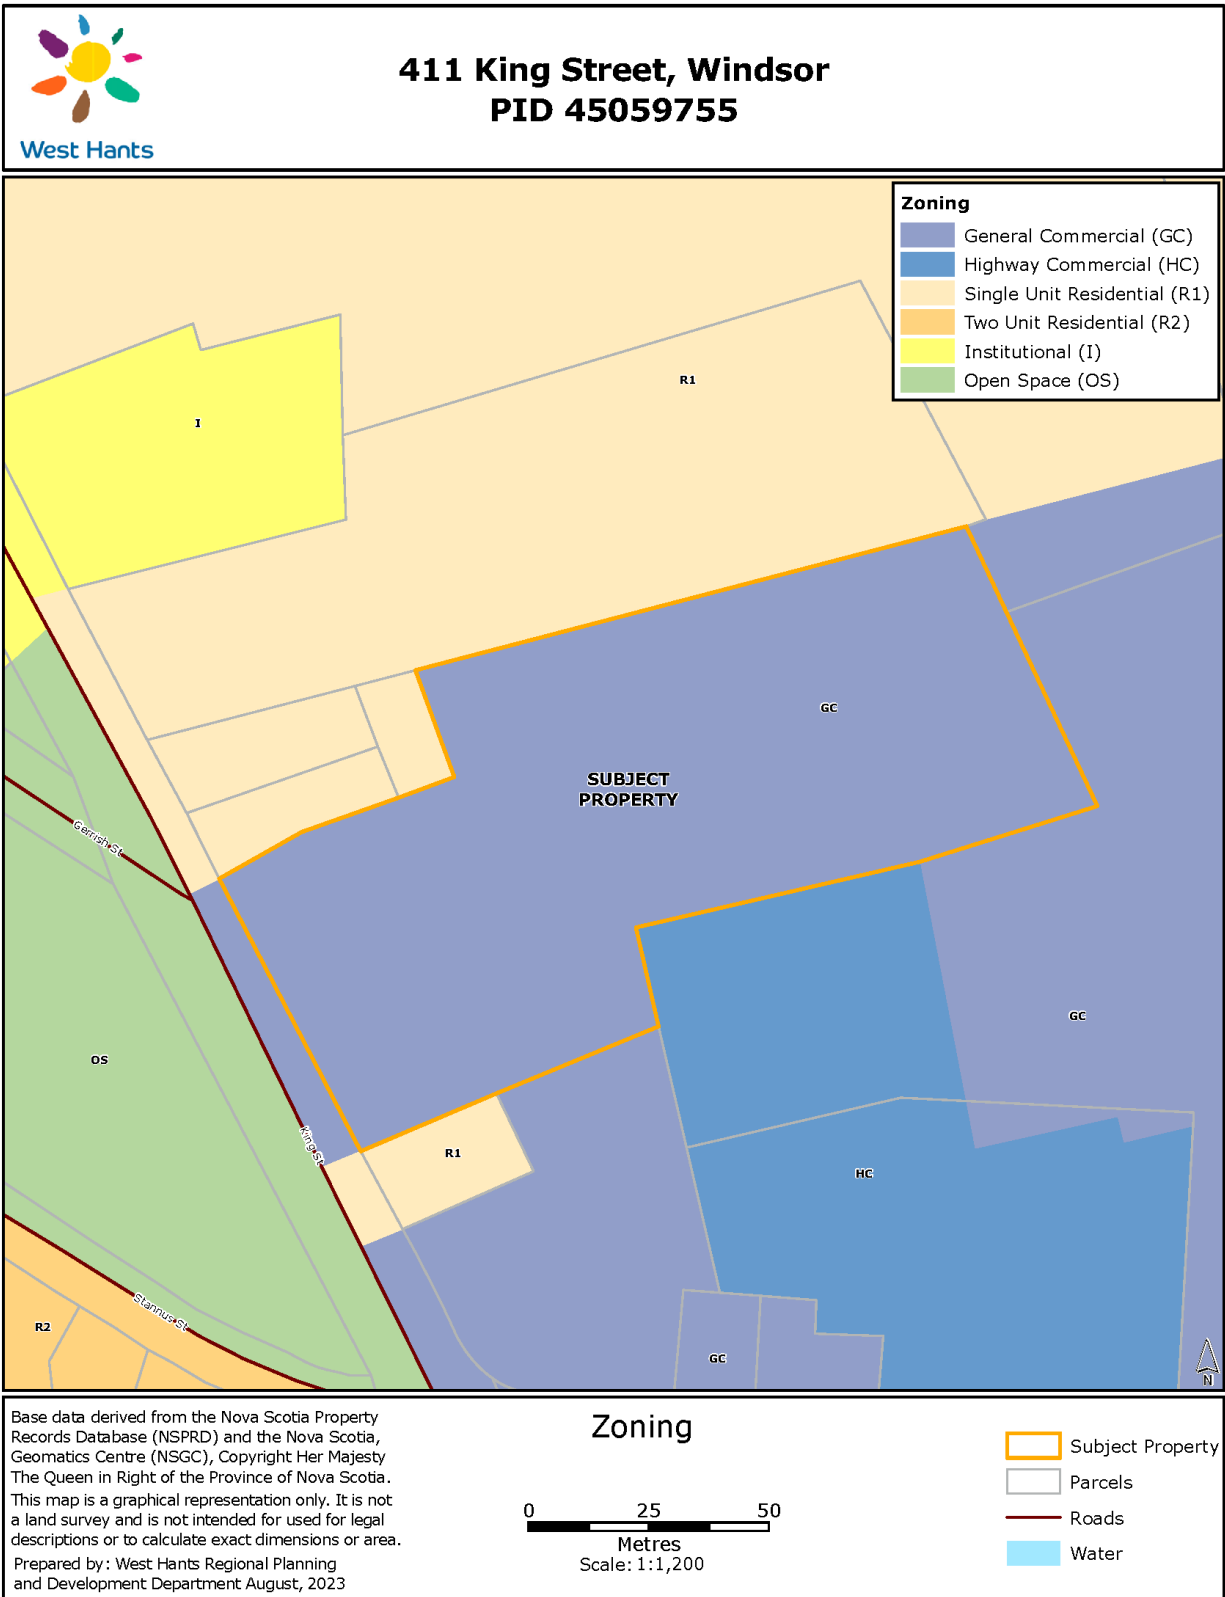 West Hants
411 King Street, Windsor
PID 45059755
Zoning
General Commercial (GC)
Highway Commercial (HC)
Single Unit Residential (R1)
Two Unit Residential (R2)
Institutional (I)
Open Space (OS)
R1
I
GC
SUBJECT
PROPERTY
Gerrish St
GC
OS
King St
R1
HC
Stannus St
R2
GC
N
Base data derived from the Nova Scotia Property
Records Database (NSPRD) and the Nova Scotia,
Geomatics Centre (NSGC), Copyright Her Majesty
The Queen in Right of the Province of Nova Scotia.
This map is a graphical representation only. It is not
a land survey and is not intended for used for legal
descriptions or to calculate exact dimensions or area.
Prepared by: West Hants Regional Planning
and Development Department August, 2023
Zoning
0 25 50
Metres
Scale: 1:1,200
Subject Property
Parcels
Roads
Water